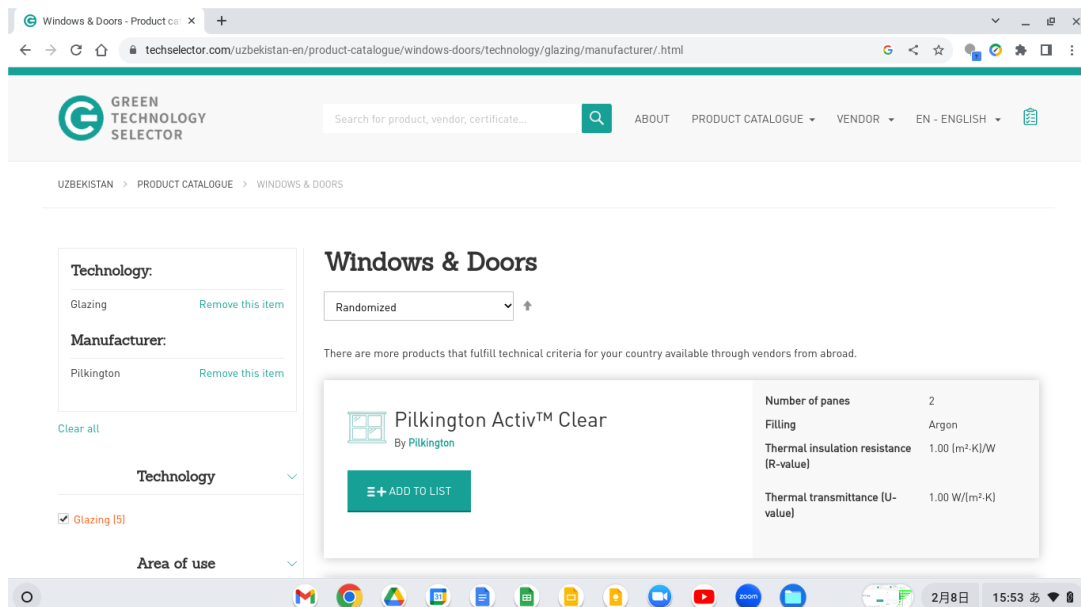 Windows & Doors - Product cat
techselector.com/uzbekistan-en/product-catalogue/windows-doors/technology/glazing/manufacturer/.html
GREEN
TECHNOLOGY
SELECTOR
Search for product, vendor, certificate...
ABOUT
PRODUCT CATALOGUE
VENDOR
EN - ENGLISH
UZBEKISTAN > PRODUCT CATALOGUE > WINDOWS & DOORS
Technology:
Glazing Remove this item
Manufacturer:
Pilkington Remove this item
Clear all
Technology
Glazing (5)
Area of use
Windows & Doors
Randomized
There are more products that fulfill technical criteria for your country available through vendors from abroad.
Pilkington Activ™ Clear
By Pilkington
ADD TO LIST
Number of panes 2
Filling Argon
Thermal insulation resistance 1.00 (m²·K)/W
(R-value)
Thermal transmittance (U- 1.00 W/(m²·K)
value)
31
zoom
2月8日 15:53 あ